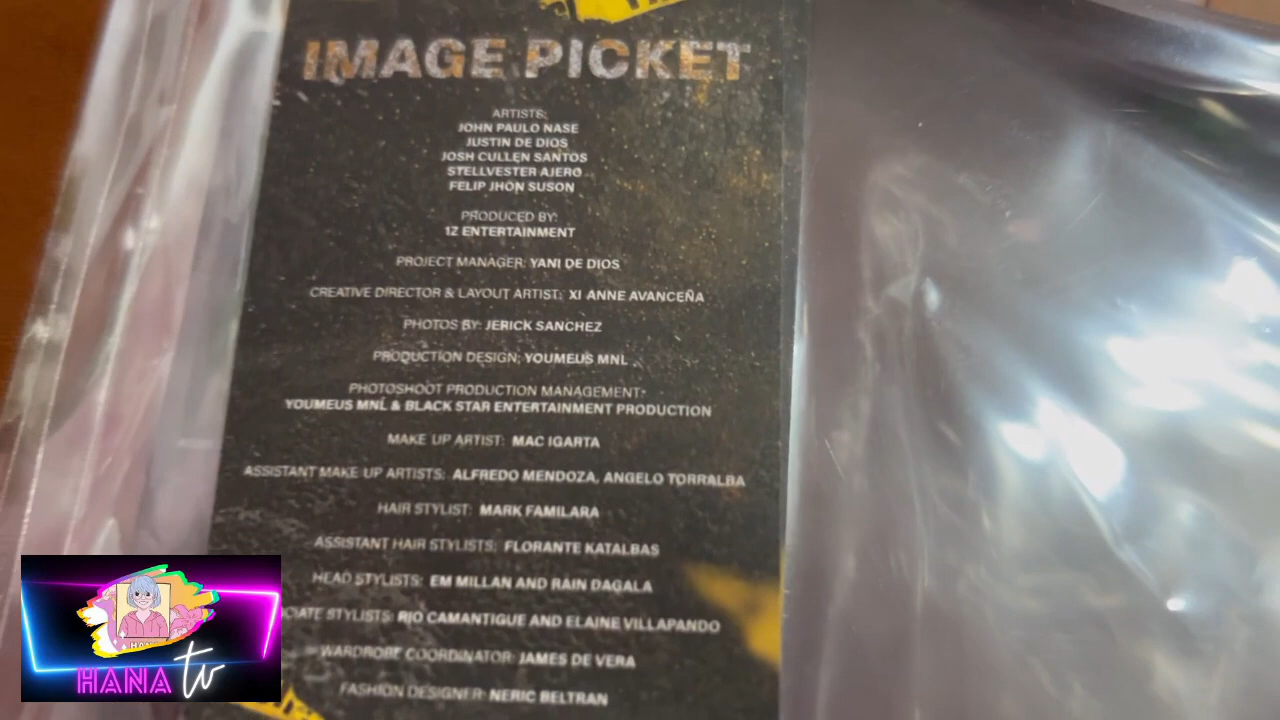 IMAGE PICKET
ARTISTS:
JOHN PAULO NASE
JUSTIN DE DIOS
JOSH CULLEN SANTOS
STELLVESTER AJERO
FELIP JHON SUSON
PRODUCED BY:
1Z ENTERTAINMENT
PROJECT MANAGER: YANI DE DIOS
CREATIVE DIRECTOR & LAYOUT ARTIST: XI ANNE AVANCEÑA
PHOTOS BY: JERICK SANCHEZ
PRODUCTION DESIGN: YOUMEUS MNL
PHOTOSHOOT PRODUCTION MANAGEMENT:
YOUMEUS MNL & BLACK STAR ENTERTAINMENT PRODUCTION
MAKE UP ARTIST: MAC IGARTA
ASSISTANT MAKE UP ARTISTS: ALFREDO MENDOZA, ANGELO TORRALBA
HAIR STYLIST: MARK FAMILARA
ASSISTANT HAIR STYLISTS: FLORANTE KATALBAS
HEAD STYLISTS: EM MILLAN AND RAIN DAGALA
STYLISTS: RIO CAMANTIGUE AND ELAINE VILLAPANDO
WARDROBE COORDINATOR: JAMES DE VERA
FASHION DESIGNER: NERIC BELTRAN
HANA tv